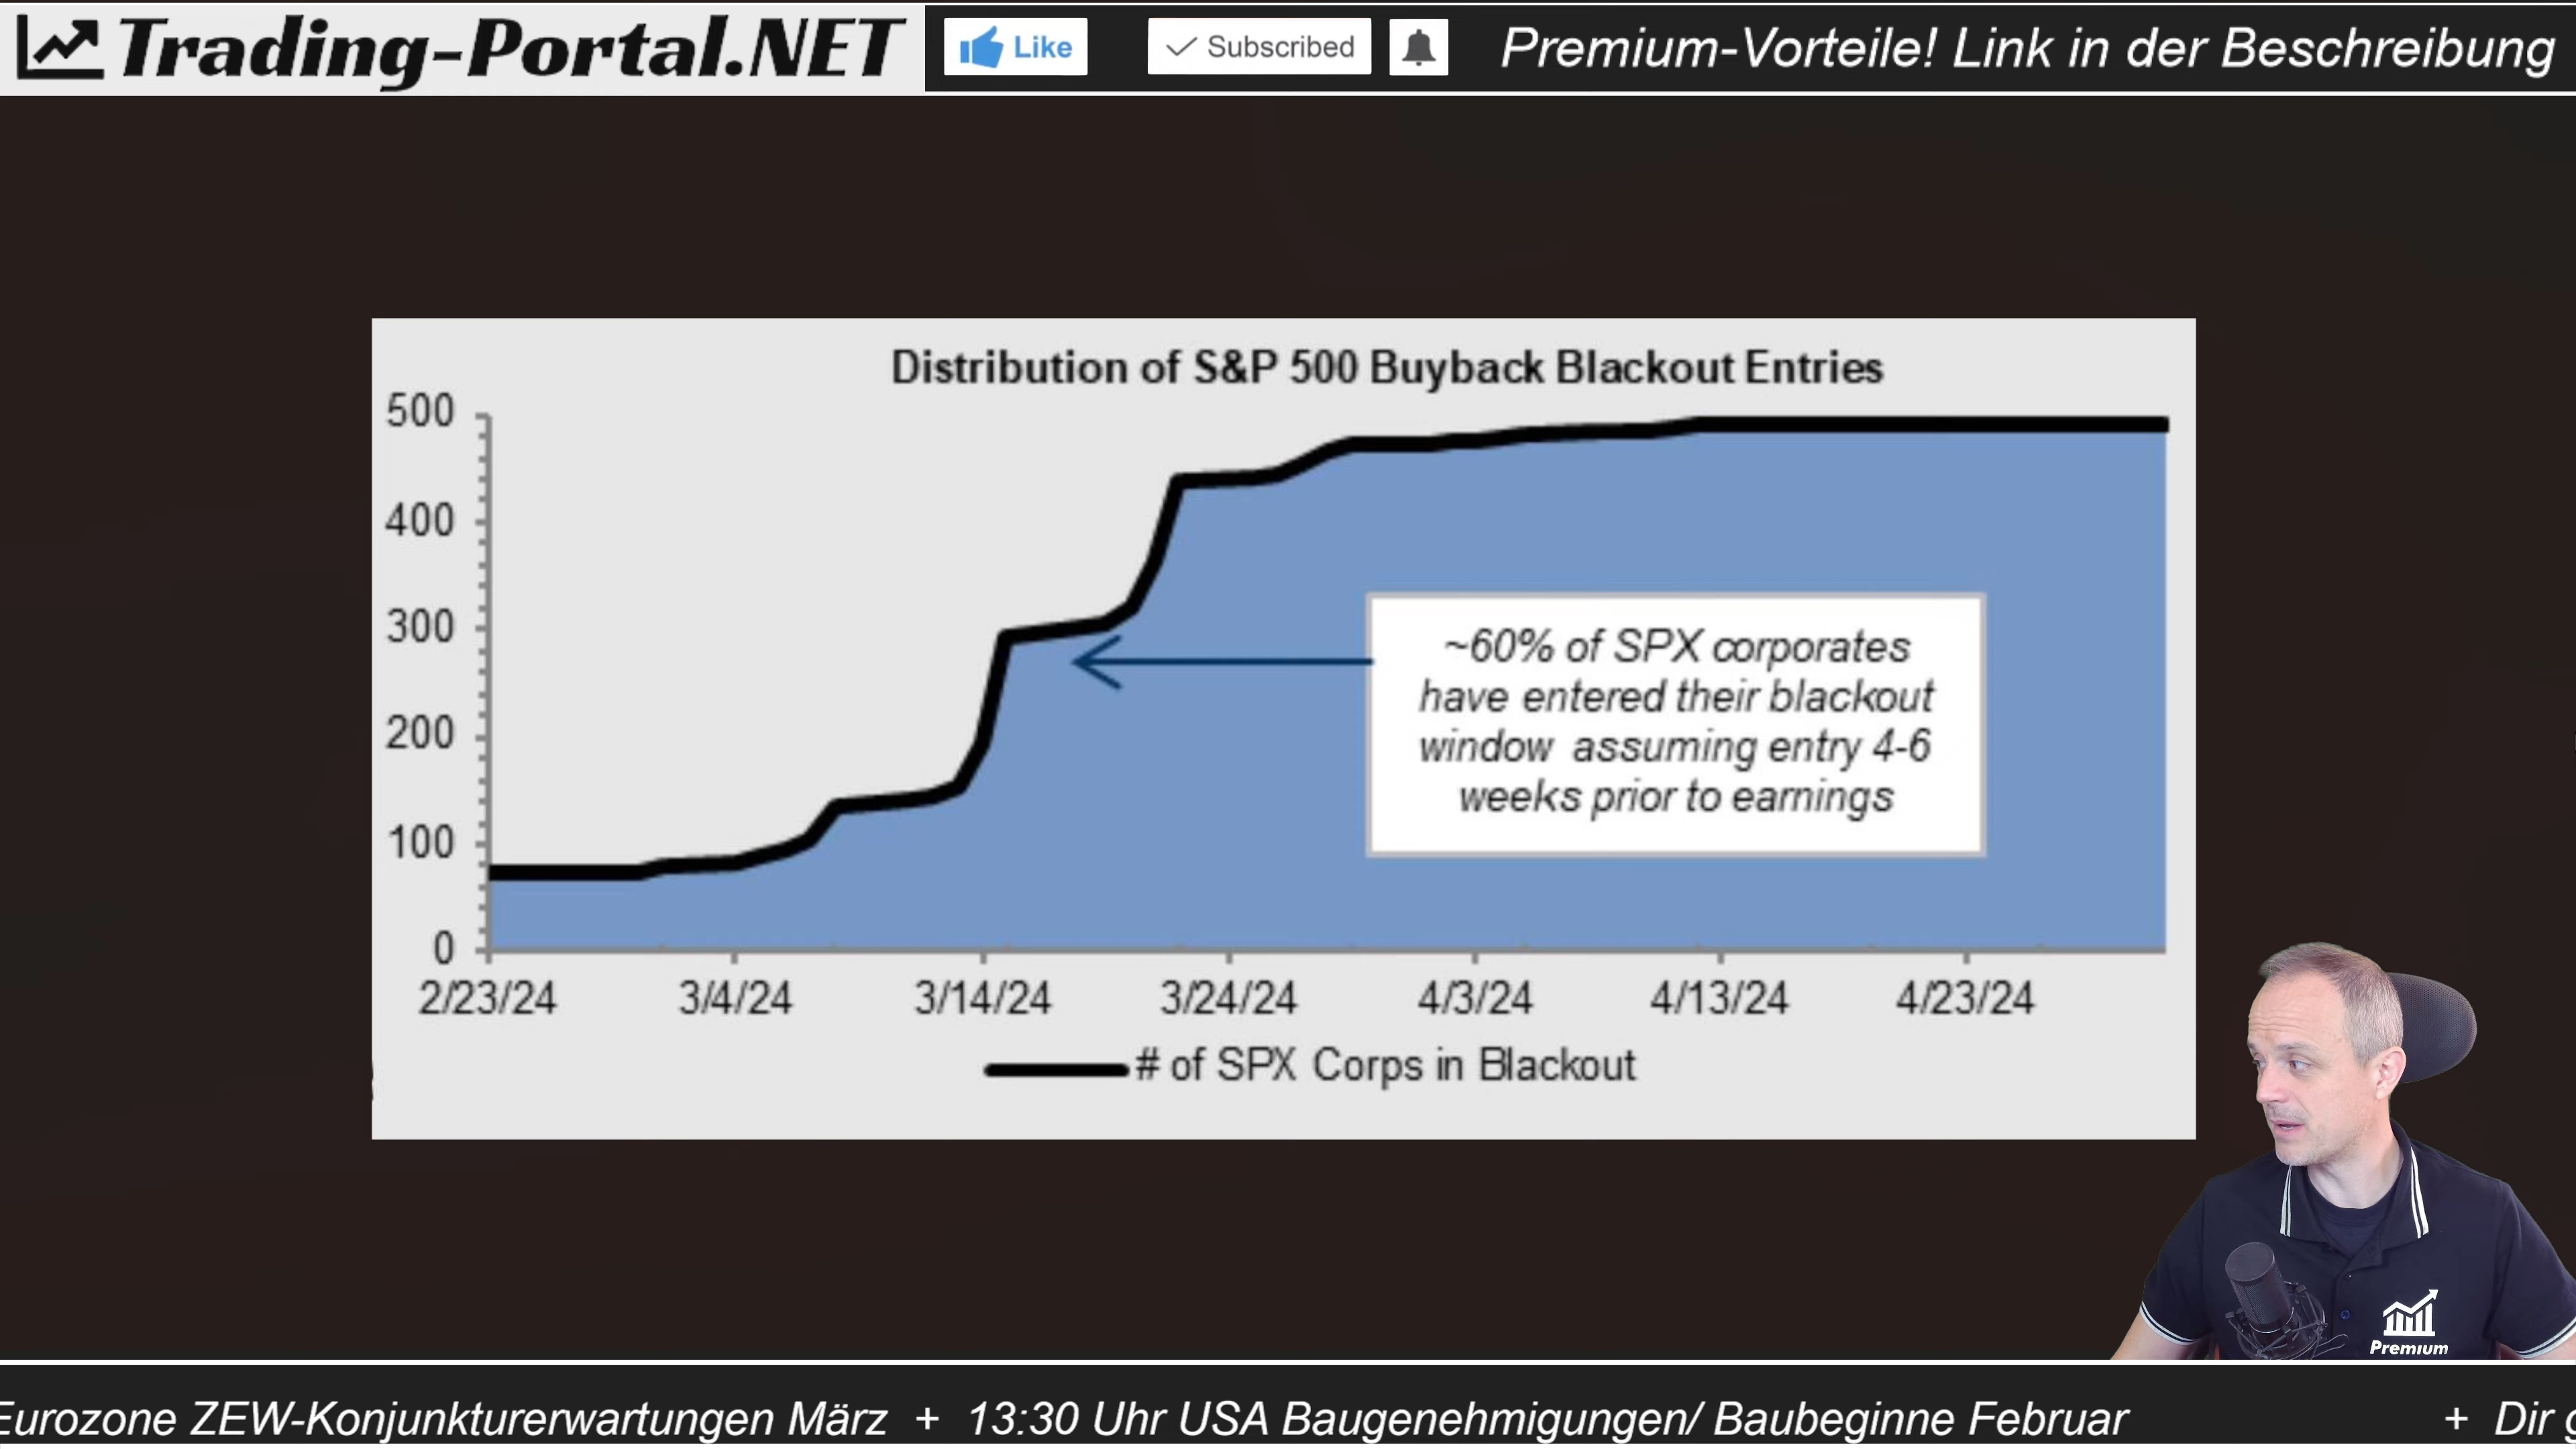 Trading-Portal.NET
Like
Subscribed
Premium-Vorteile! Link in der Beschreibung
Distribution of S&P 500 Buyback Blackout Entries
500
400
300
200
100
0
~60% of SPX corporates
have entered their blackout
window assuming entry 4-6
weeks prior to earnings
2/23/24 3/4/24 3/14/24 3/24/24 4/3/24 4/13/24 4/23/24
# of SPX Corps in Blackout
Premium
Eurozone ZEW-Konjunkturerwartungen März + 13:30 Uhr USA Baugenehmigungen/ Baubeginne Februar + Dir